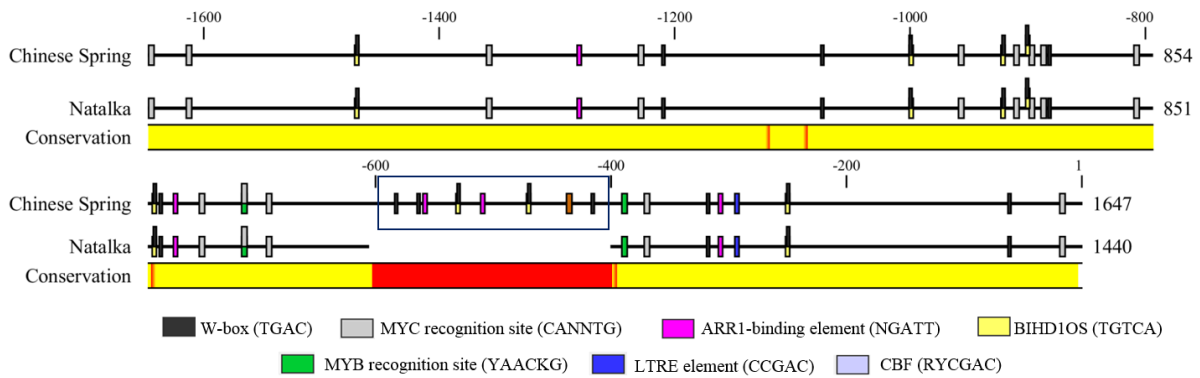 -1600 -1400 -1200 -1000 -800
Chinese Spring 854
Natalka 851
Conservation
-600 -400 -200 1
Chinese Spring 1647
Natalka 1440
Conservation
W-box (TGAC) MYC recognition site (CANNTG) ARR1-binding element (NGATT) BIHD1OS (TGTCA)
MYB recognition site (YAACKG) LTRE element (CCGAC) CBF (RYCGAC)